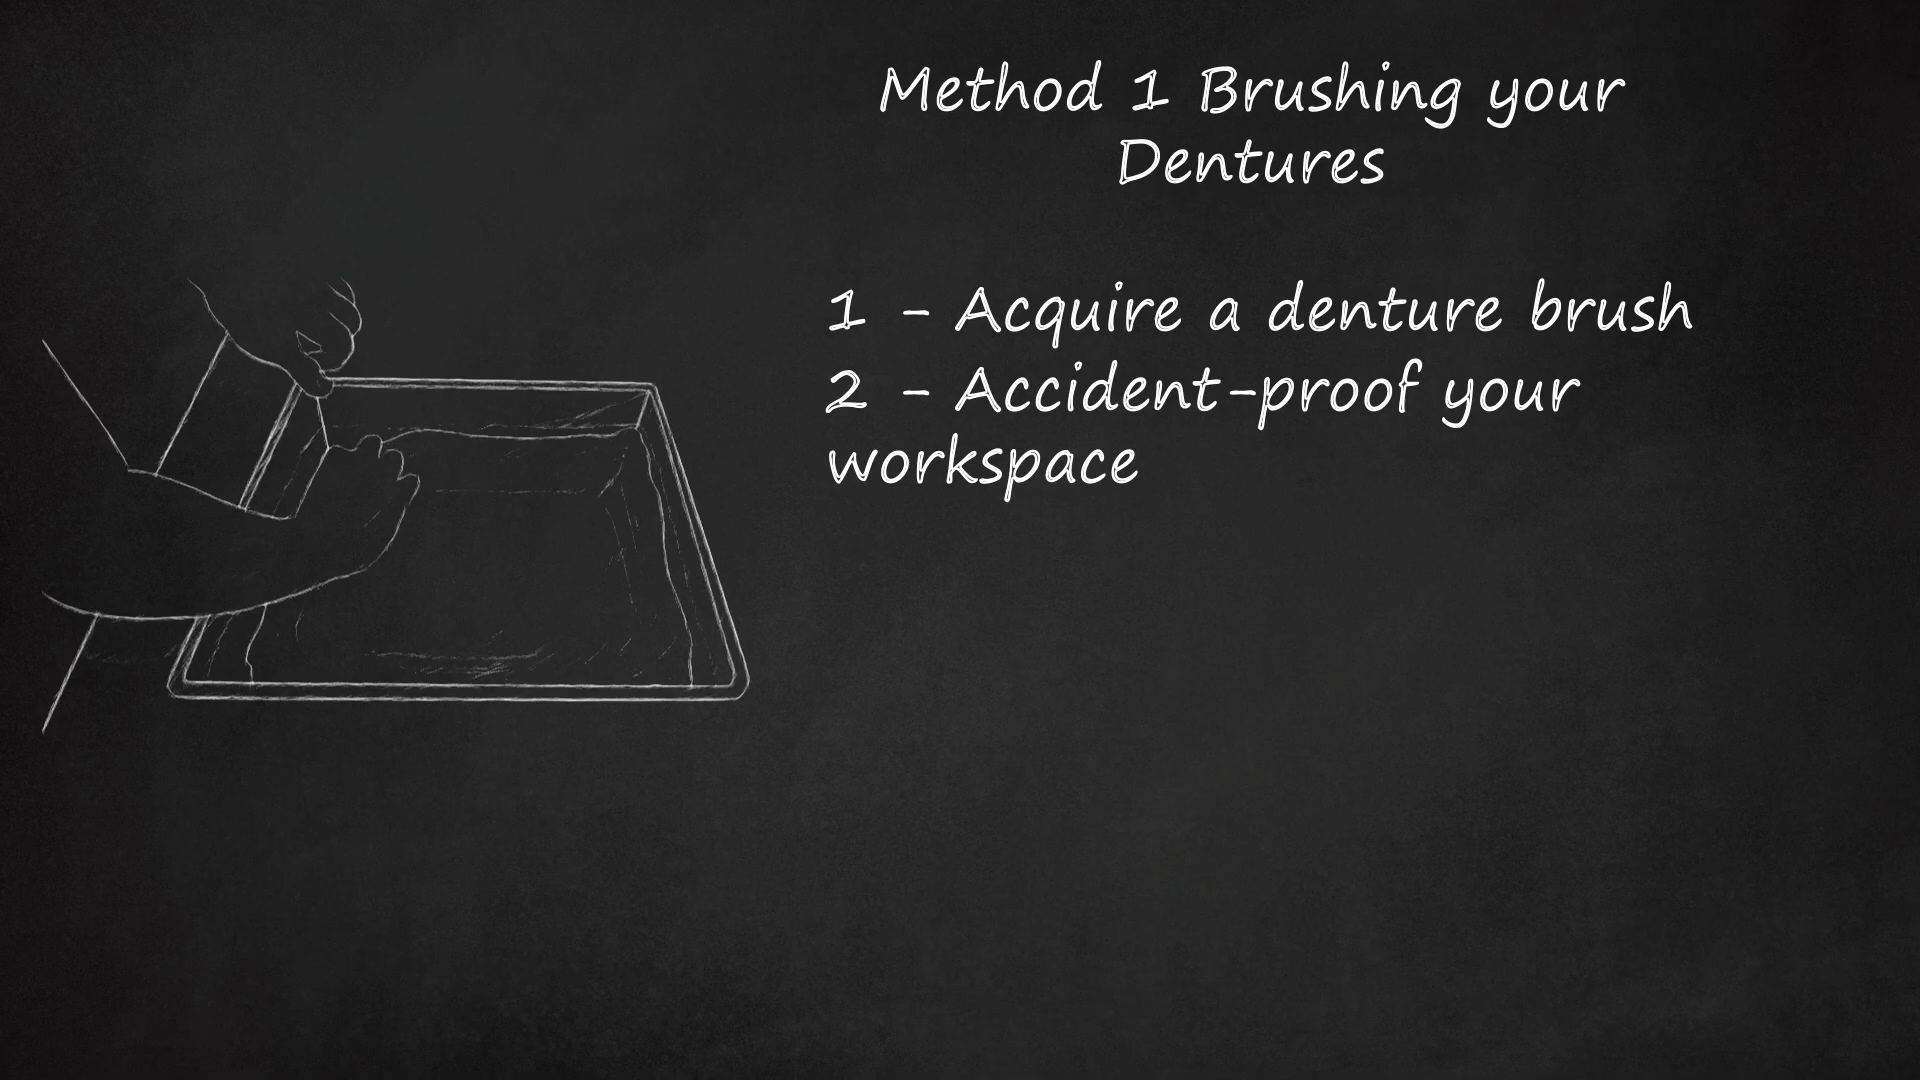 Method 1 Brushing your
Dentures
1 - Acquire a denture brush
2 - Accident-proof your
workspace